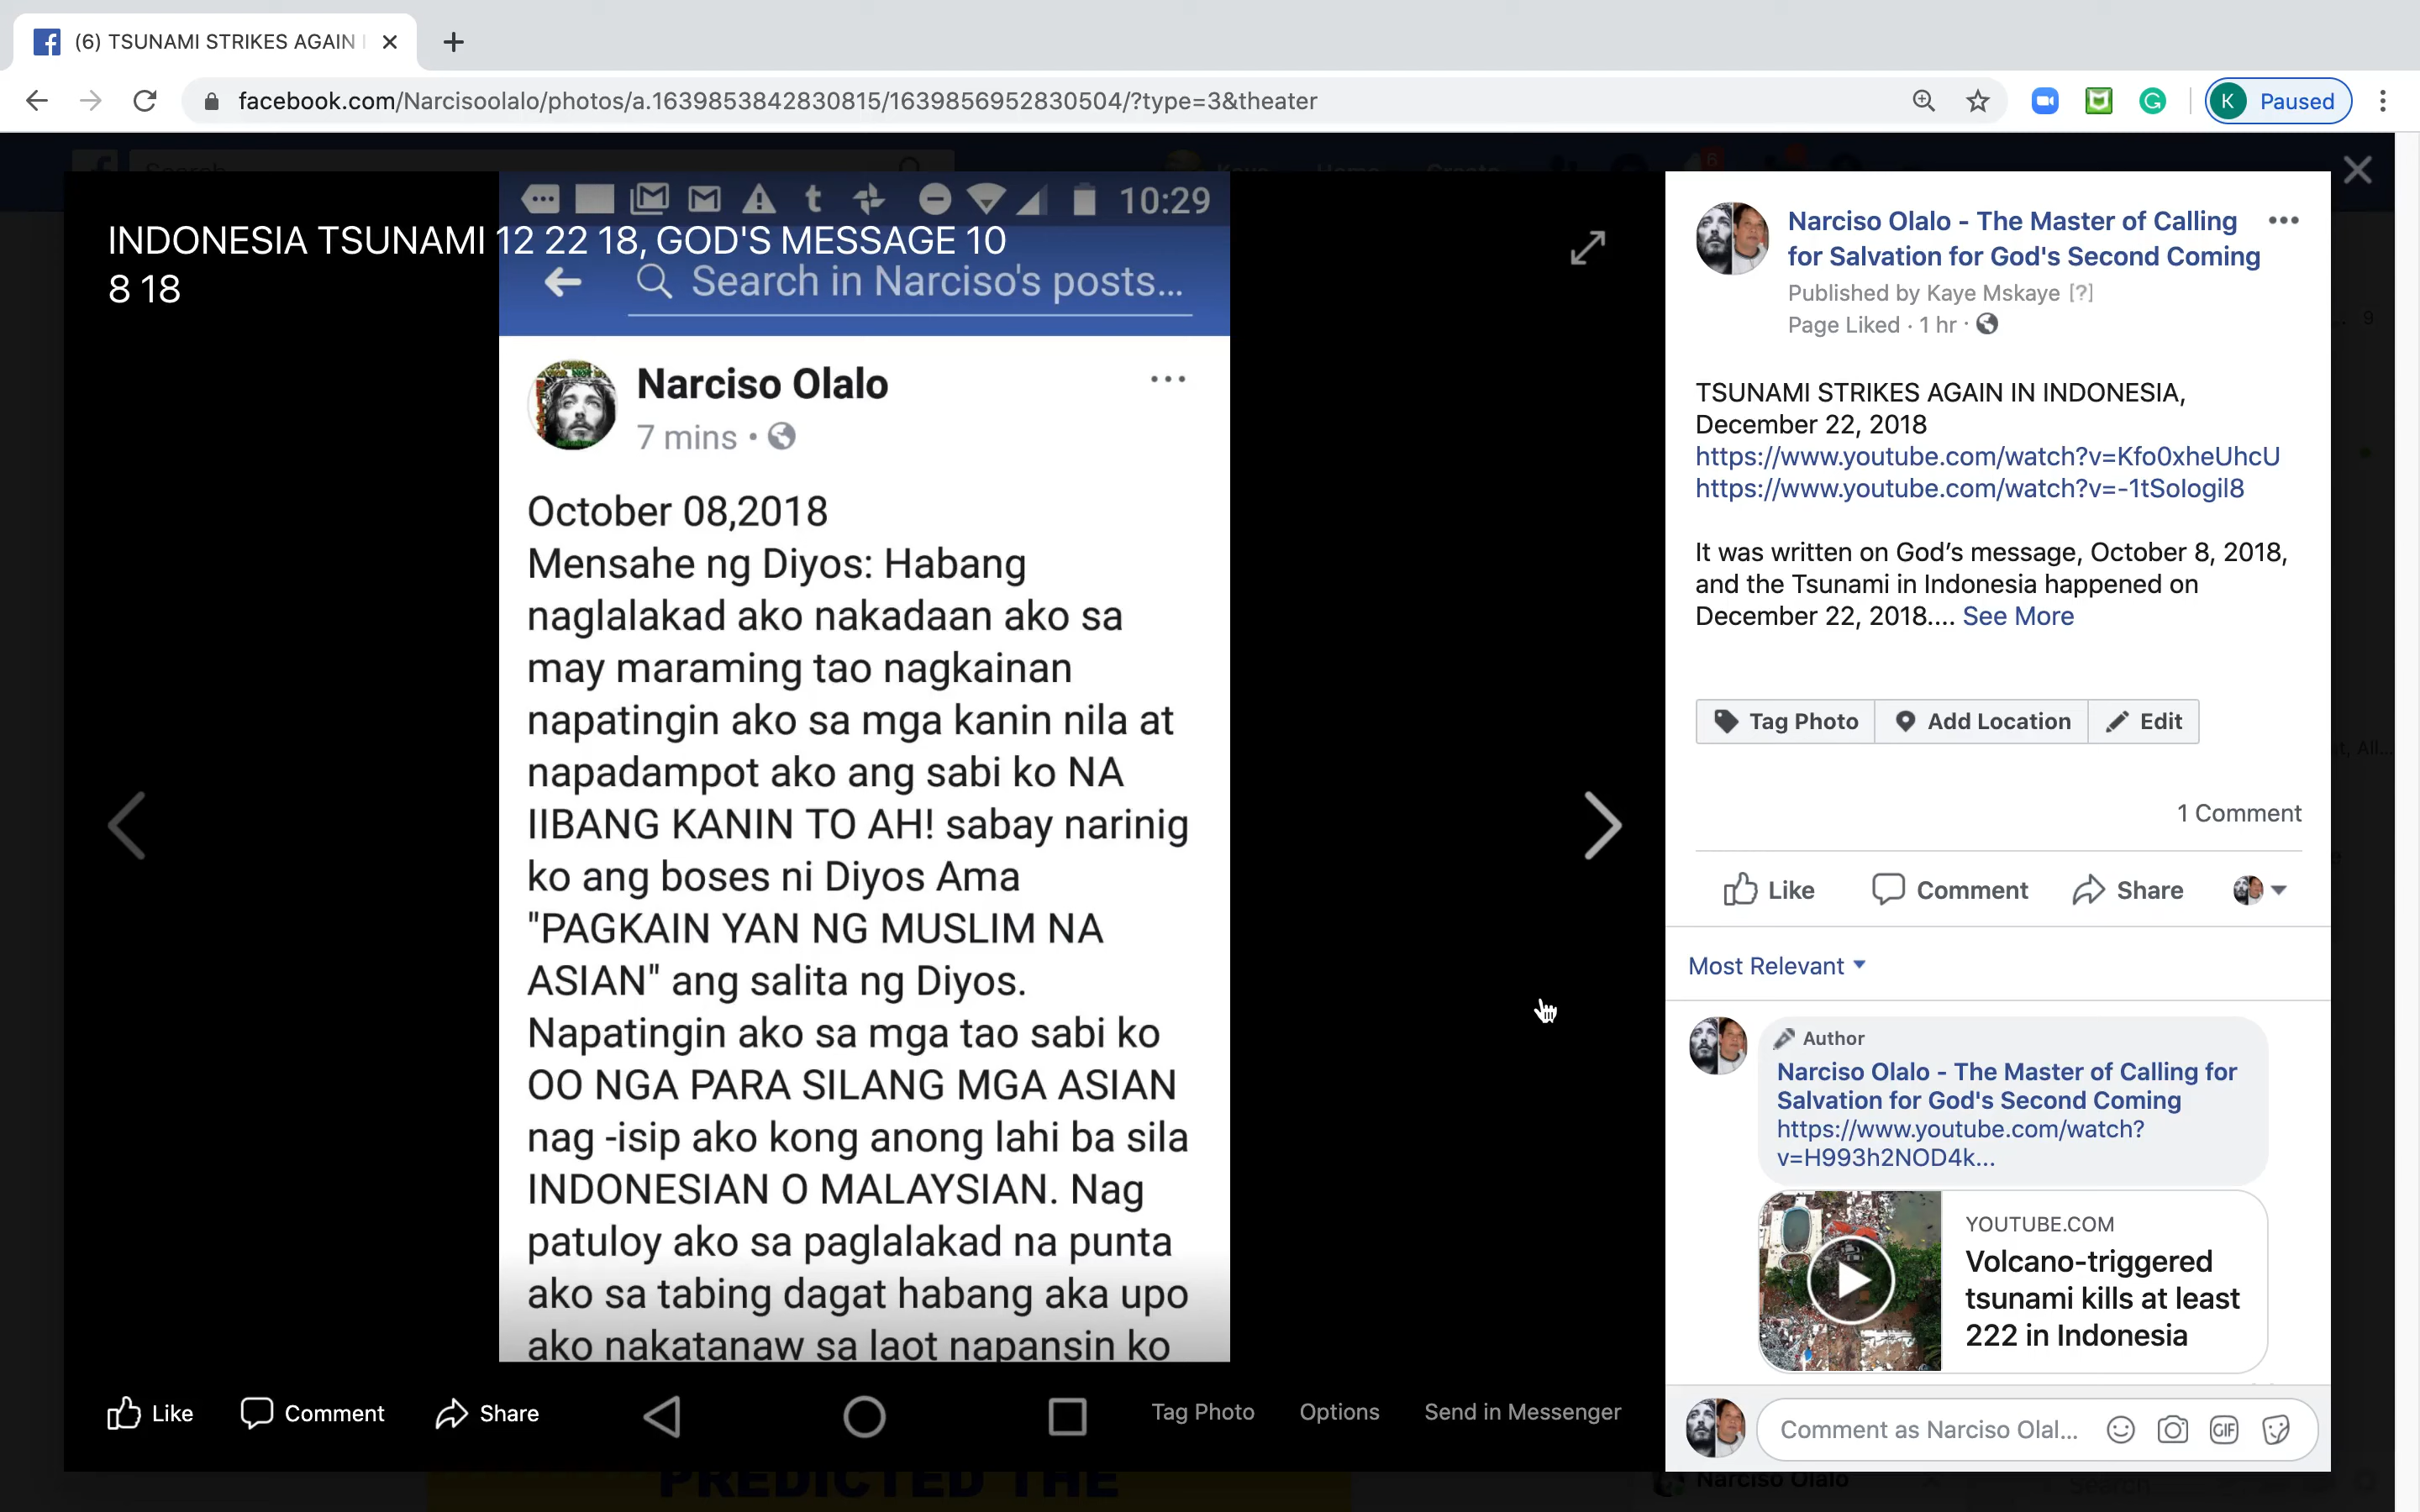 (6) TSUNAMI STRIKES AGAIN
facebook.com/Narcisoolalo/photos/a.1639853842830815/1639856952830504/?type=3&theater
K Paused
Search
Kaye Home Create
6
INDONESIA TSUNAMI 12 22 18, GOD'S MESSAGE 10
8 18
10:29
Search in Narciso's posts...
Narciso Olalo
7 mins
October 08,2018
Mensahe ng Diyos: Habang
naglalakad ako nakadaan ako sa
may maraming tao nagkainan
napatingin ako sa mga kanin nila at
napadampot ako ang sabi ko NA
IIBANG KANIN TO AH! sabay narinig
ko ang boses ni Diyos Ama
"PAGKAIN YAN NG MUSLIM NA
ASIAN" ang salita ng Diyos.
Napatingin ako sa mga tao sabi ko
OO NGA PARA SILANG MGA ASIAN
nag -isip ako kong anong lahi ba sila
INDONESIAN O MALAYSIAN. Nag
patuloy ako sa paglalakad na punta
ako sa tabing dagat habang aka upo
ako nakatanaw sa laot napansin ko
Like Comment Share
Tag Photo Options Send in Messenger
PREDICTED THE
Narciso Olalo - The Master of Calling
for Salvation for God's Second Coming
Published by Kaye Mskaye [?]
Page Liked · 1 hr ·
TSUNAMI STRIKES AGAIN IN INDONESIA,
December 22, 2018
https://www.youtube.com/watch?v=Kfo0xheUhcU
https://www.youtube.com/watch?v=-1tSoIogiI8
It was written on God's message, October 8, 2018,
and the Tsunami in Indonesia happened on
December 22, 2018.... See More
Tag Photo Add Location Edit
1 Comment
Like Comment Share
Most Relevant
Author
Narciso Olalo - The Master of Calling for
Salvation for God's Second Coming
https://www.youtube.com/watch?
v=H993h2NOD4k...
YOUTUBE.COM
Volcano-triggered
tsunami kills at least
222 in Indonesia
Comment as Narciso Olal...
GIF
Narciso Olalo
Search